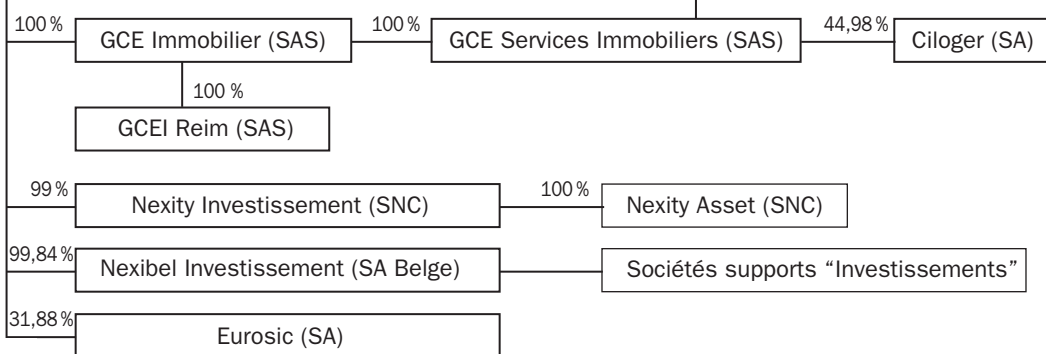 100 %
GCE Immobilier (SAS)
100 %
GCE Services Immobiliers (SAS)
44,98 %
Ciloger (SA)
100 %
GCEI Reim (SAS)
99 %
Nexity Investissement (SNC)
100 %
Nexity Asset (SNC)
99,84 %
Nexibel Investissement (SA Belge)
Sociétés supports “Investissements”
31,88 %
Eurosic (SA)